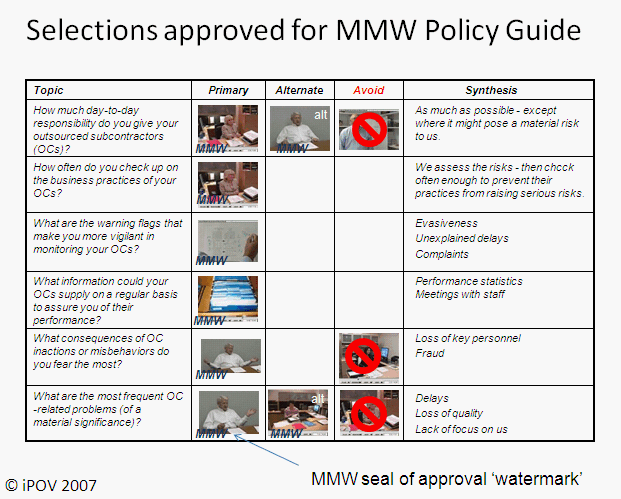 Selections approved for MMW Policy Guide
Topic Primary Alternate Avoid Synthesis
How much day-to-day
responsibility do you give your
outsourced subcontractors
(OCs)?
MMW
alt
MMW
As much as possible - except
where it might pose a material risk
to us.
How often do you check up on
the business practices of your
OCs?
MMW
We assess the risks - then check
often enough to prevent their
practices from raising serious risks.
What are the warning flags that
make you more vigilant in
monitoring your OCs?
MMW
Evasiveness
Unexplained delays
Complaints
What information could your
OCs supply on a regular basis
to assure you of their
performance?
MMW
Performance statistics
Meetings with staff
What consequences of OC
inactions or misbehaviors do
you fear the most?
MMW
Loss of key personnel
Fraud
What are the most frequent OC
-related problems (of a
material significance)?
MMW
alt
MMW
Delays
Loss of quality
Lack of focus on us
MMW seal of approval ‘watermark’
© iPOV 2007